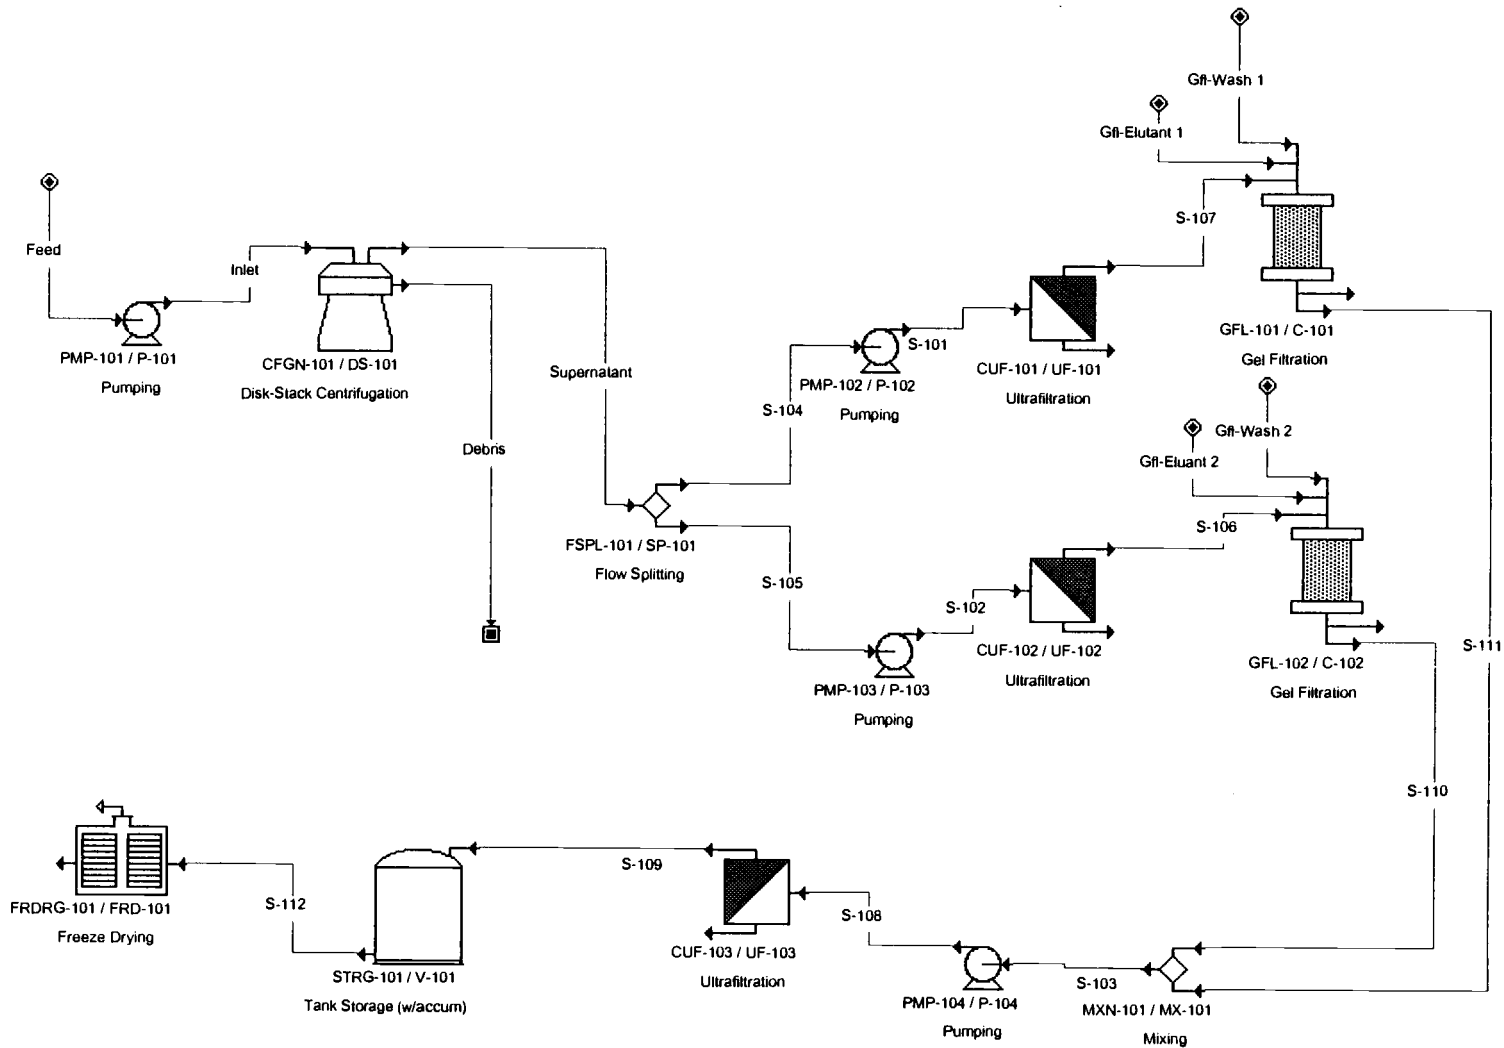 Gfl-Wash 1
Gfl-Elutant 1
S-107
Feed
Inlet
PMP-101 / P-101
Pumping
CFGN-101 / DS-101
Disk-Stack Centrifugation
Supernatant
Debris
S-101
PMP-102 / P-102
Pumping
S-104
CUF-101 / UF-101
Ultrafiltration
GFL-101 / C-101
Gel Filtration
Gfl-Wash 2
Gfl-Eluant 2
S-106
FSPL-101 / SP-101
Flow Splitting
S-105
S-102
PMP-103 / P-103
Pumping
CUF-102 / UF-102
Ultrafiltration
GFL-102 / C-102
Gel Filtration
S-111
S-110
FRDRG-101 / FRD-101
Freeze Drying
S-112
STRG-101 / V-101
Tank Storage (w/accum)
S-109
CUF-103 / UF-103
Ultrafiltration
S-108
PMP-104 / P-104
Pumping
S-103
MXN-101 / MX-101
Mixing